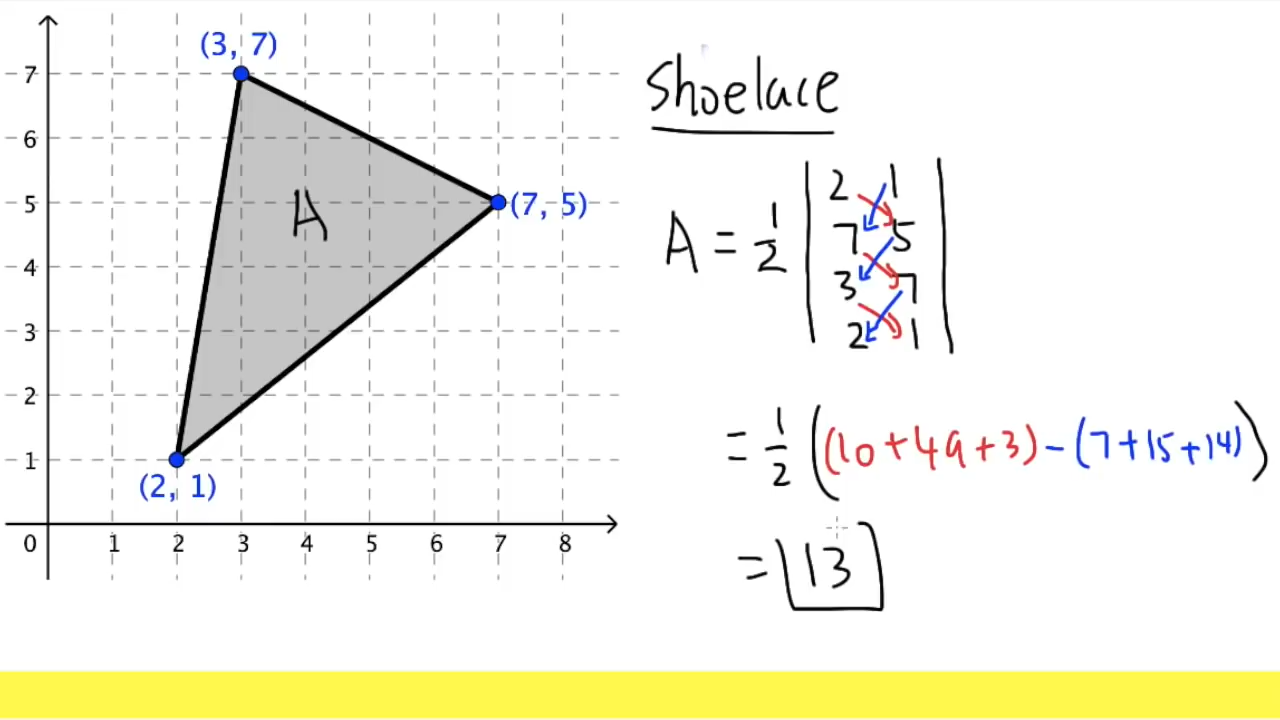 (3, 7)
7
6
5
4
3
2
1
A
(7, 5)
(2, 1)
0 1 2 3 4 5 6 7 8
Shoelace
A = 1/2 | 2 1
7 5
3 7
2 1 |
= 1/2 ((10+49+3)-(7+15+14))
= 13